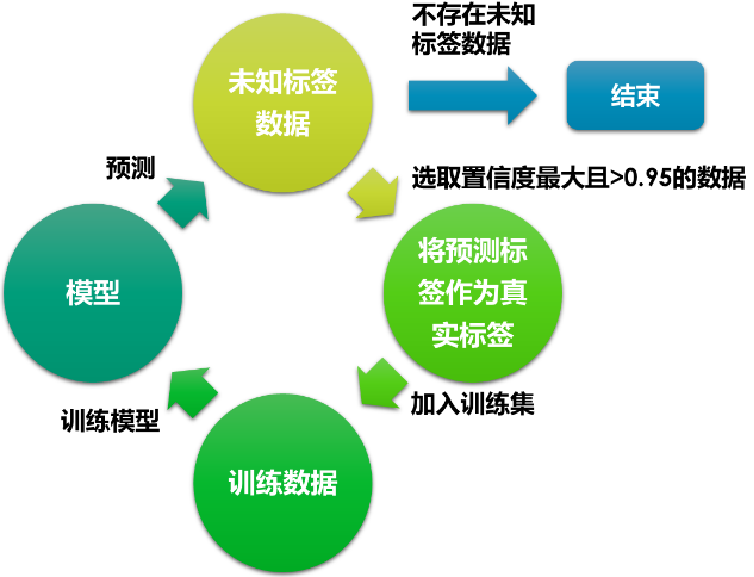 不存在未知
标签数据
未知标签
数据
结束
预测
选取置信度最大且>0.95的数据
模型
将预测标
签作为真
实标签
加入训练集
训练模型
训练数据